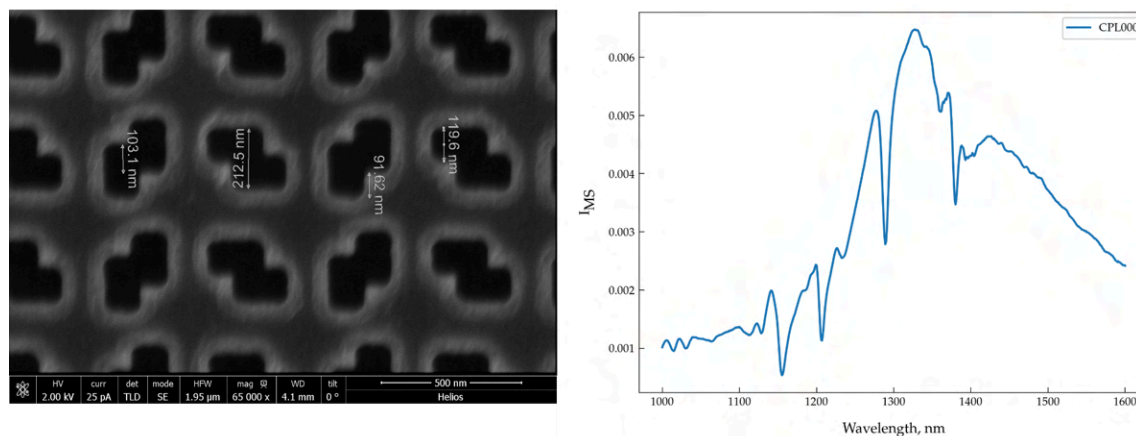 103.1 nm
212.5 nm
91.62 nm
119.6 nm
HV curr det mode HFW mag WD tilt
2.00 kV 25 pA TLD SE 1.95 µm 65 000 x 4.1 mm 0 °
500 nm
Helios
CPL000
I_MS
0.006
0.005
0.004
0.003
0.002
0.001
1000 1100 1200 1300 1400 1500 1600
Wavelength, nm